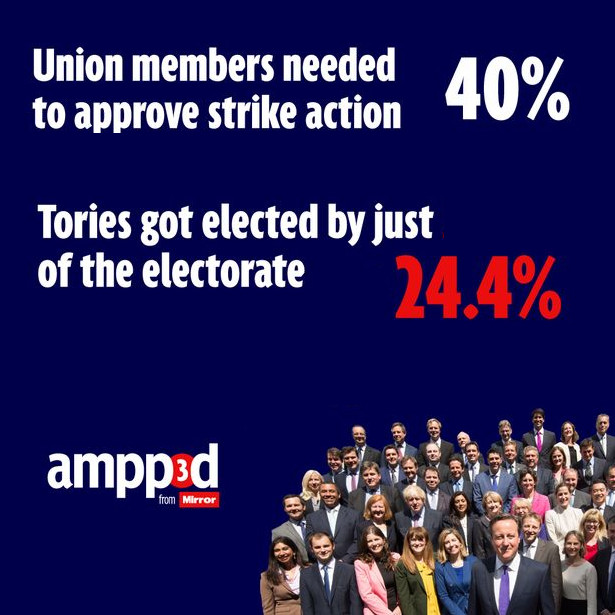 Union members needed
to approve strike action
40%
Tories got elected by just
of the electorate
24.4%
ampp3d
from Mirror